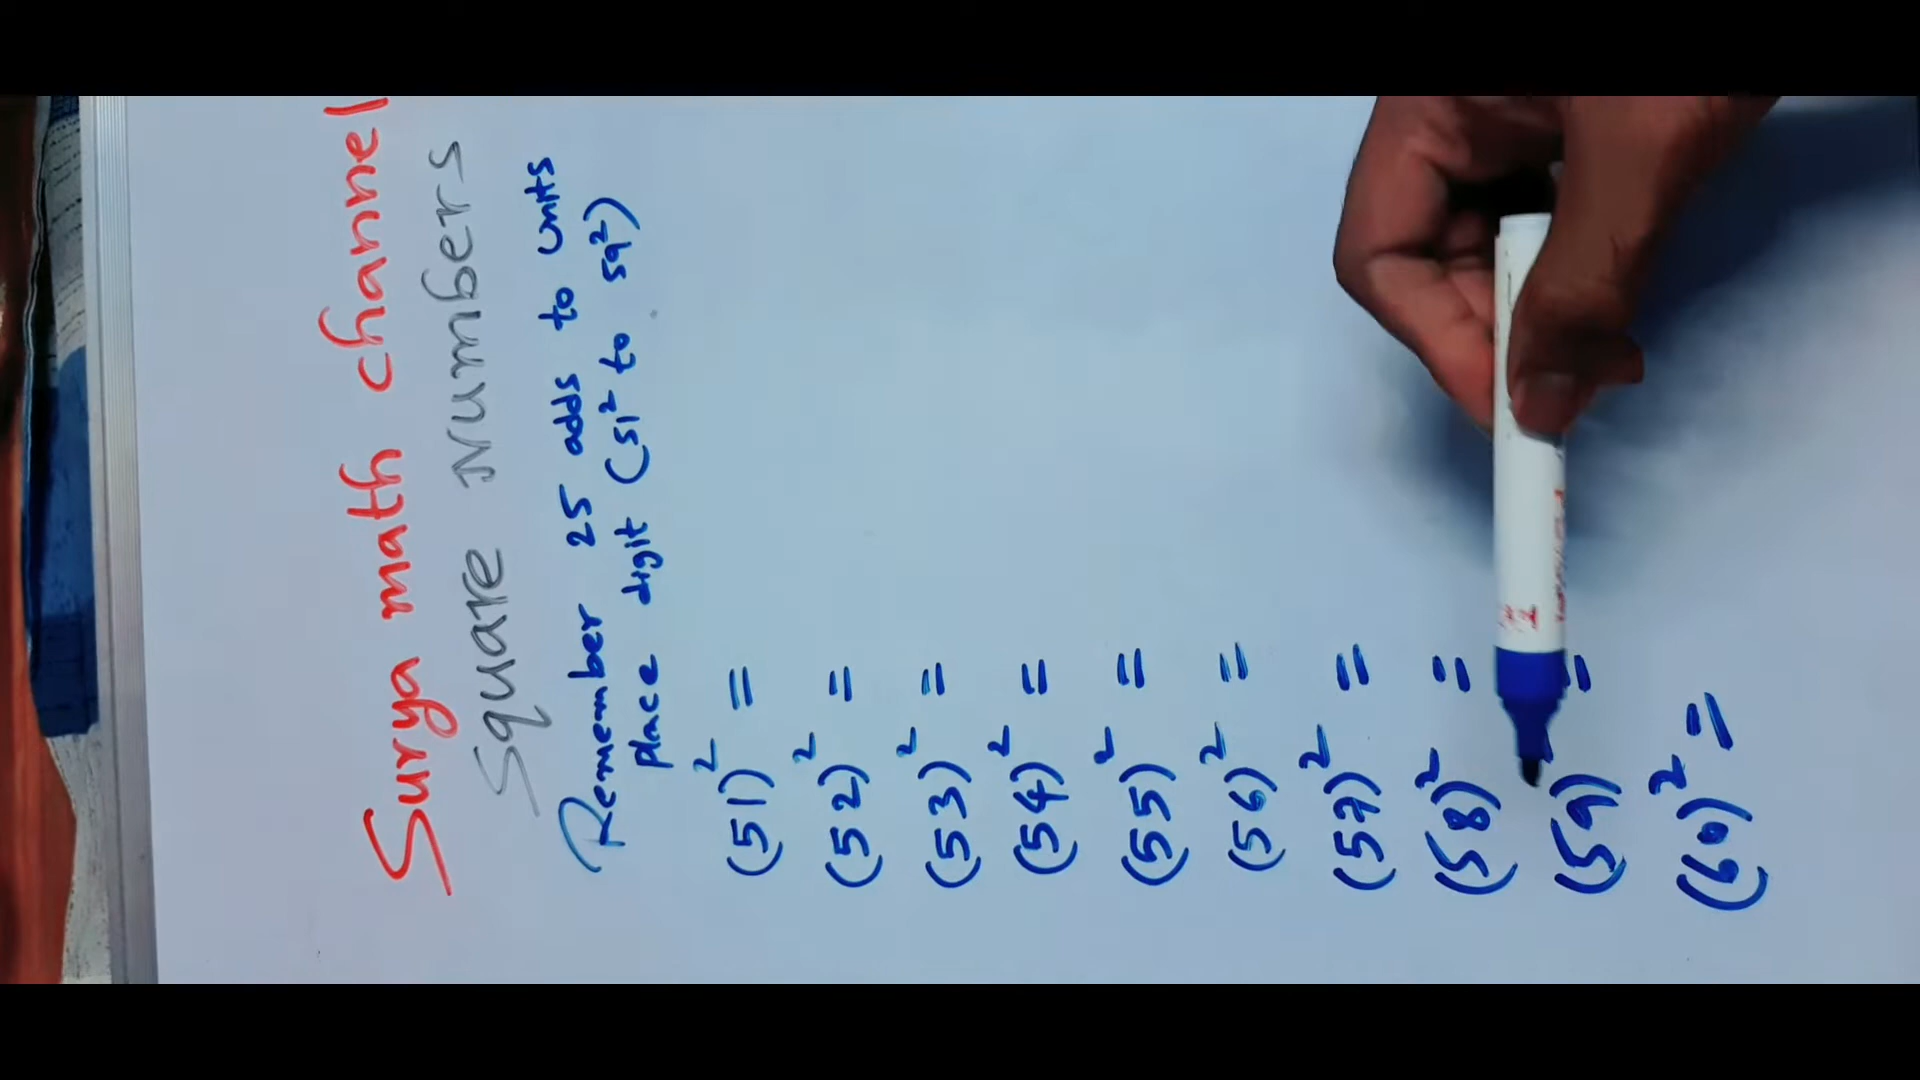 Surya math channel
Square Numbers
Remember 25 adds to units
place digit (51² to 59²)
(51)² =
(52)² =
(53)² =
(54)² =
(55)² =
(56)² =
(57)² =
(58)² =
(59)² =
(60)² =